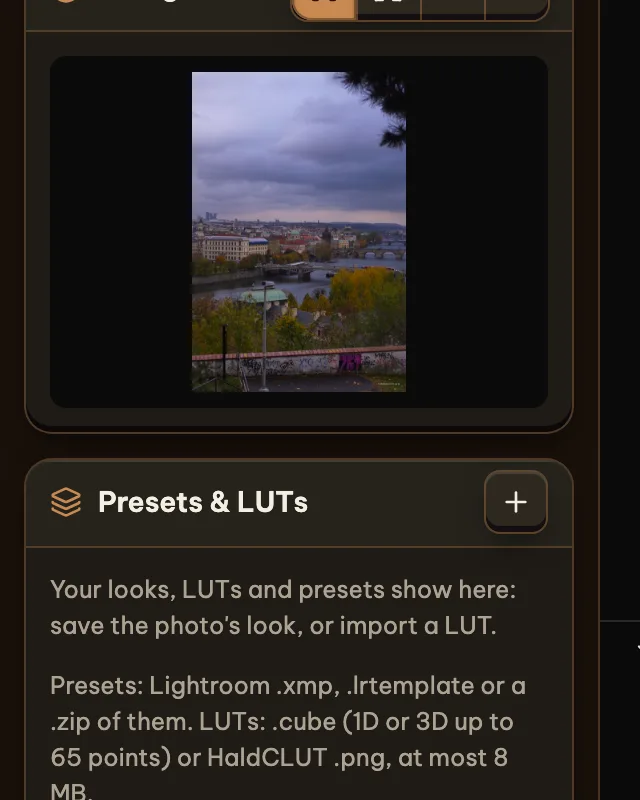 Presets & LUTs
Your looks, LUTs and presets show here:
save the photo's look, or import a LUT.
Presets: Lightroom .xmp, .lrtemplate or a
.zip of them. LUTs: .cube (1D or 3D up to
65 points) or HaldCLUT .png, at most 8
MB.